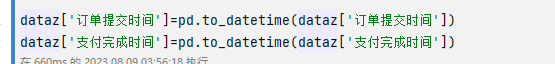 dataz['订单提交时间']=pd.to_datetime(dataz['订单提交时间'])
dataz['支付完成时间']=pd.to_datetime(dataz['支付完成时间'])
在 660ms 的 2023.08.09 03:56:18 执行